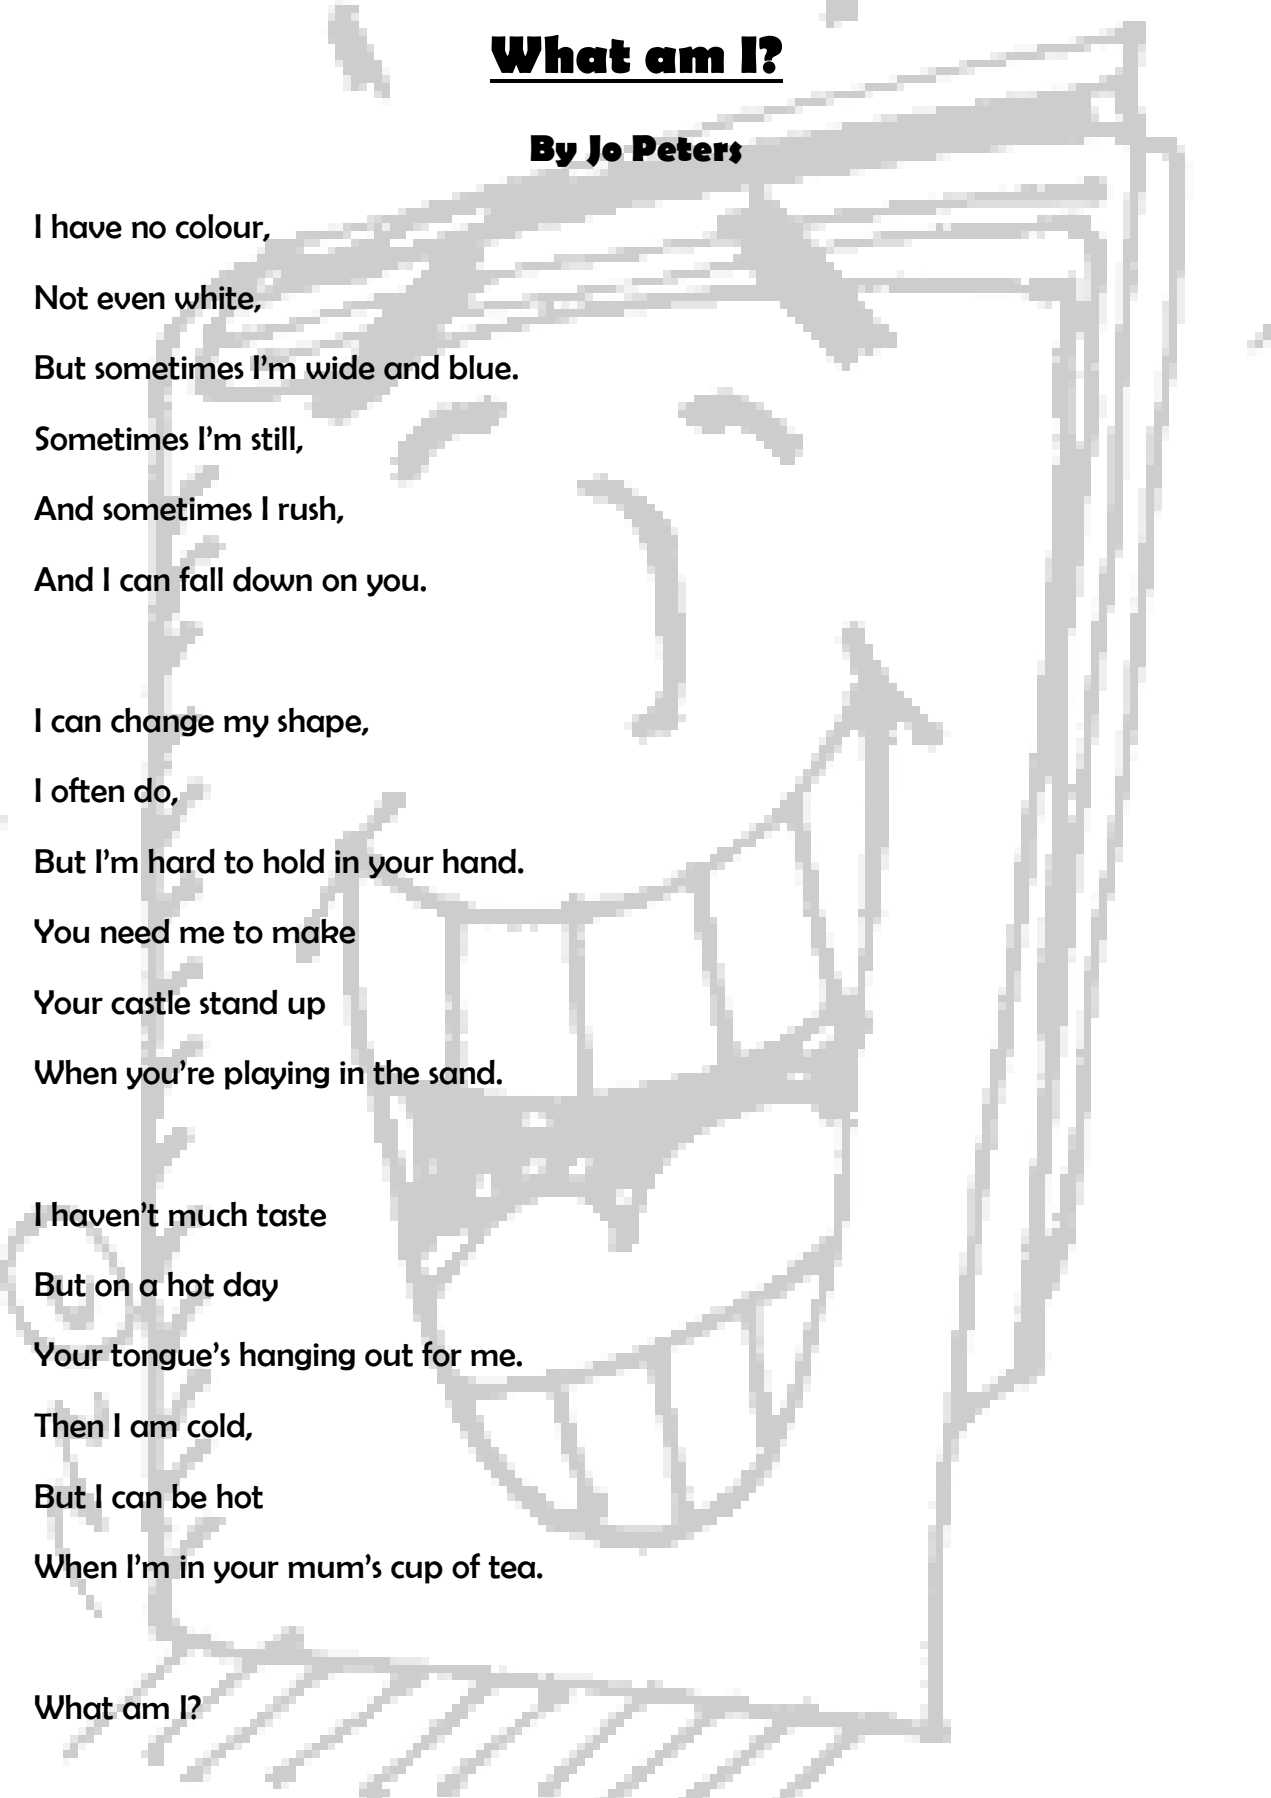 What am I?
By Jo Peters
I have no colour,
Not even white,
But sometimes I'm wide and blue.
Sometimes I'm still,
And sometimes I rush,
And I can fall down on you.
I can change my shape,
I often do,
But I'm hard to hold in your hand.
You need me to make
Your castle stand up
When you're playing in the sand.
I haven't much taste
But on a hot day
Your tongue's hanging out for me.
Then I am cold,
But I can be hot
When I'm in your mum's cup of tea.
What am I?